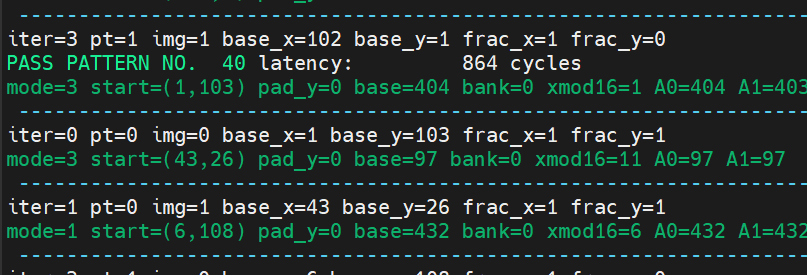 ------------------------------------------------------------
iter=3 pt=1 img=1 base_x=102 base_y=1 frac_x=1 frac_y=0
PASS PATTERN NO.  40 latency:          864 cycles
mode=3 start=(1,103) pad_y=0 base=404 bank=0 xmod16=1 A0=404 A1=403
------------------------------------------------------------
iter=0 pt=0 img=0 base_x=1 base_y=103 frac_x=1 frac_y=1
mode=3 start=(43,26) pad_y=0 base=97 bank=0 xmod16=11 A0=97 A1=97
------------------------------------------------------------
iter=1 pt=0 img=1 base_x=43 base_y=26 frac_x=1 frac_y=1
mode=1 start=(6,108) pad_y=0 base=432 bank=0 xmod16=6 A0=432 A1=432
------------------------------------------------------------